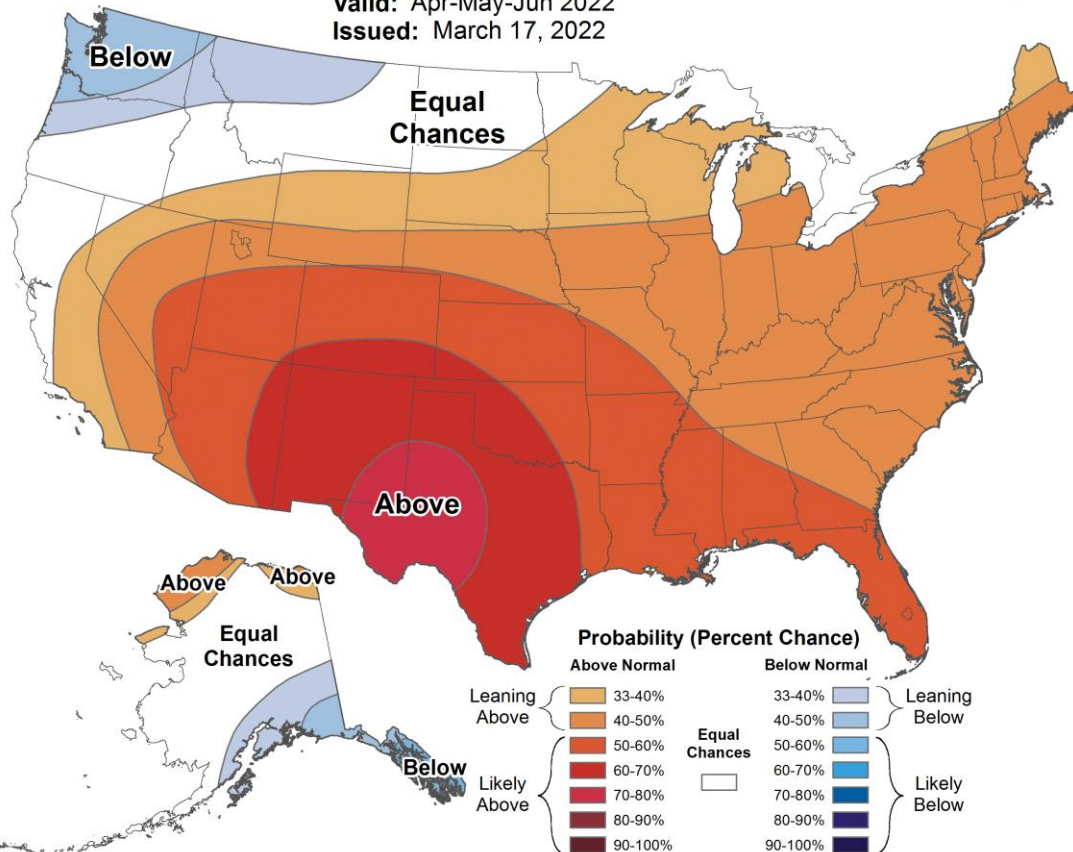 Valid: Apr-May-Jun 2022
Issued: March 17, 2022
Below
Equal
Chances
Above
Above
Above
Equal
Chances
Below
Probability (Percent Chance)
Above Normal
Below Normal
Leaning
Above
33-40%
40-50%
Likely
Above
50-60%
60-70%
70-80%
80-90%
90-100%
Equal
Chances
33-40%
40-50%
Leaning
Below
50-60%
60-70%
70-80%
80-90%
90-100%
Likely
Below